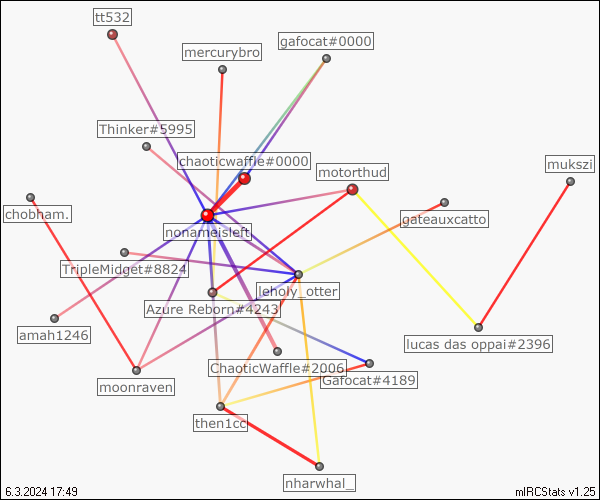 tt532
gafocat#0000
mercurybro
Thinker#5995
chaoticwaffle#0000
motorthud
mukszi
chobham.
gateauxcatto
nonameisleft
TripleMidget#8824
lehoiy_otter
Azure Reborn#4243
amah1246
lucas das oppai#2396
ChaoticWaffle#2006
Gafocat#4189
moonraven
then1cc
nharwhal_
6.3.2024 17:49
mIRCStats v1.25